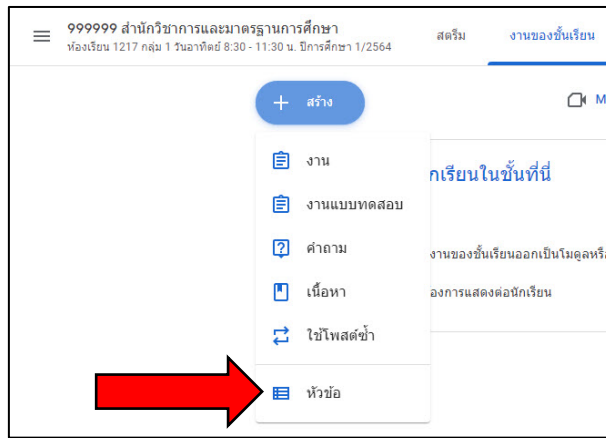 999999 สำนักวิชาการและมาตรฐานการศึกษา
ห้องเรียน 1217 กลุ่ม 1 วันอาทิตย์ 8:30 - 11:30 น. ปีการศึกษา 1/2564
สตรีม
งานของชั้นเรียน
+ สร้าง
M
งาน
กเรียนในชั้นที่นี่
งานแบบทดสอบ
คำถาม
งานของชั้นเรียนออกเป็นโมดูลหรือ
เนื้อหา
องการแสดงต่อนักเรียน
ใช้โพสต์ซ้ำ
หัวข้อ